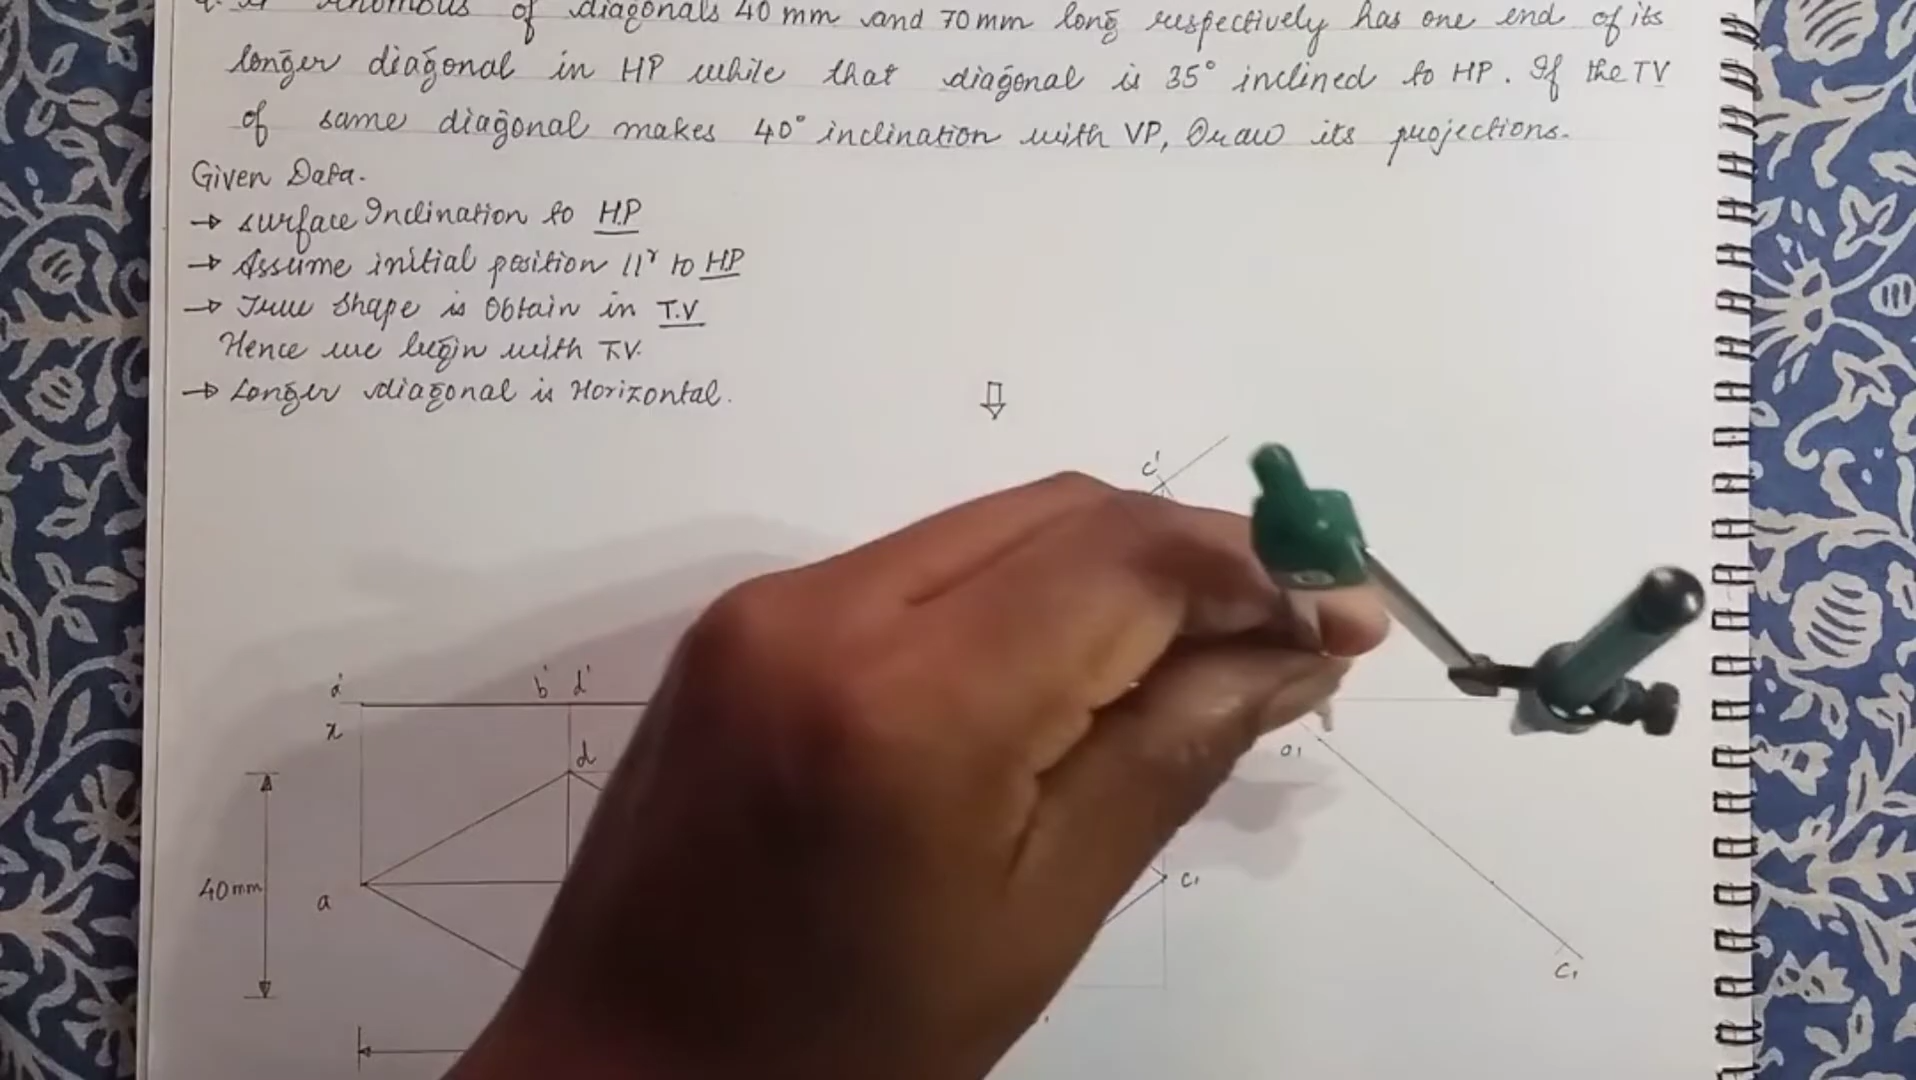 of diagonals 40 mm and 70 mm long respectively has one end of its
longer diagonal in HP while that diagonal is 35° inclined to HP. If the TV
of same diagonal makes 40° inclination with VP, Draw its projections.
Given Data.
→ surface Inclination to H.P
→ Assume initial position 11ʳ to H.P
→ True Shape is Obtain in T.V
Hence we begin with T.V.
→ Longer diagonal is Horizontal.
c'
a' b' d'
x
d
a₁
40mm
a
c₁
c₁